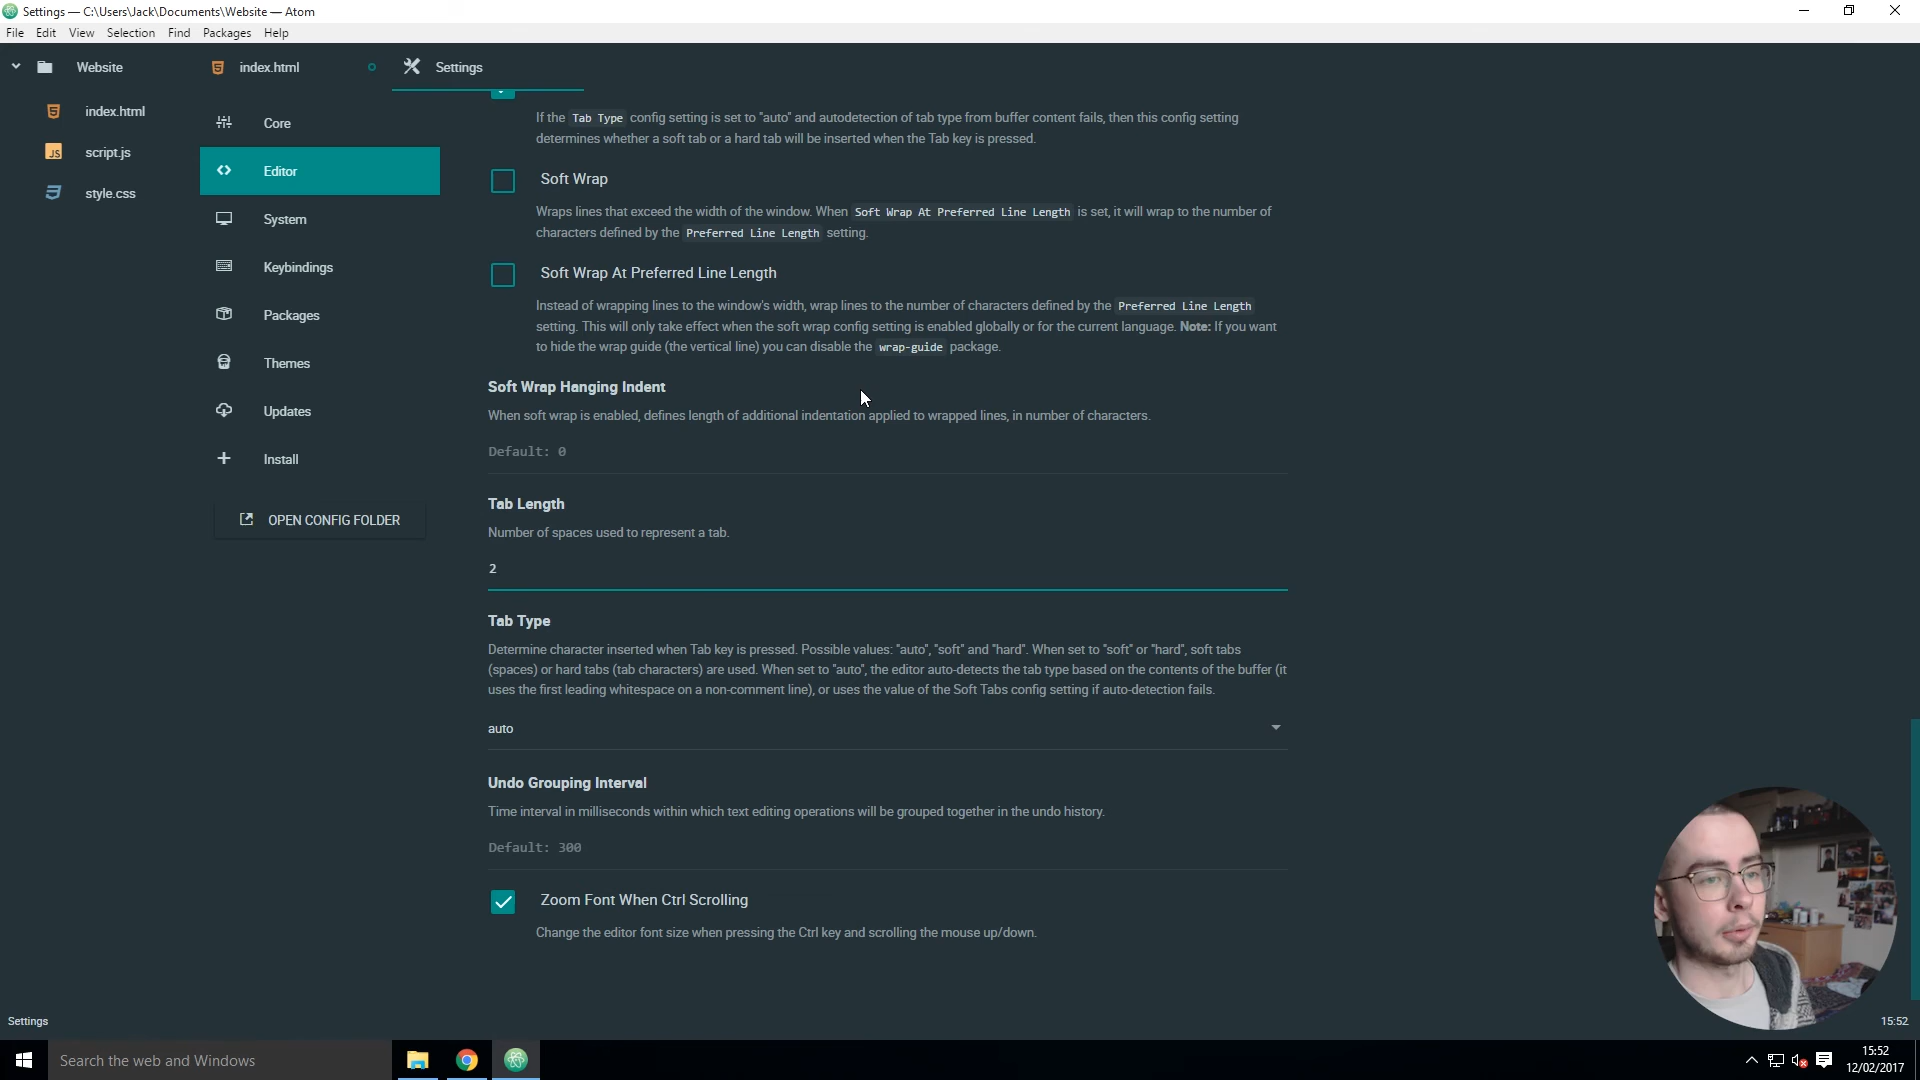 Settings — C:\Users\Jack\Documents\Website — Atom
File Edit View Selection Find Packages Help
Website
index.html
script.js
style.css
index.html
Settings
Core
Editor
System
Keybindings
Packages
Themes
Updates
Install
OPEN CONFIG FOLDER
If the Tab Type config setting is set to "auto" and autodetection of tab type from buffer content fails, then this config setting
determines whether a soft tab or a hard tab will be inserted when the Tab key is pressed.
Soft Wrap
Wraps lines that exceed the width of the window. When Soft Wrap At Preferred Line Length is set, it will wrap to the number of
characters defined by the Preferred Line Length setting.
Soft Wrap At Preferred Line Length
Instead of wrapping lines to the window's width, wrap lines to the number of characters defined by the Preferred Line Length
setting. This will only take effect when the soft wrap config setting is enabled globally or for the current language. Note: If you want
to hide the wrap guide (the vertical line) you can disable the wrap-guide package.
Soft Wrap Hanging Indent
When soft wrap is enabled, defines length of additional indentation applied to wrapped lines, in number of characters.
Default: 0
Tab Length
Number of spaces used to represent a tab.
2
Tab Type
Determine character inserted when Tab key is pressed. Possible values: "auto", "soft" and "hard". When set to "soft" or "hard", soft tabs
(spaces) or hard tabs (tab characters) are used. When set to "auto", the editor auto-detects the tab type based on the contents of the buffer (it
uses the first leading whitespace on a non-comment line), or uses the value of the Soft Tabs config setting if auto-detection fails.
auto
Undo Grouping Interval
Time interval in milliseconds within which text editing operations will be grouped together in the undo history.
Default: 300
Zoom Font When Ctrl Scrolling
Change the editor font size when pressing the Ctrl key and scrolling the mouse up/down.
Settings
15:52
Search the web and Windows
15:52
12/02/2017